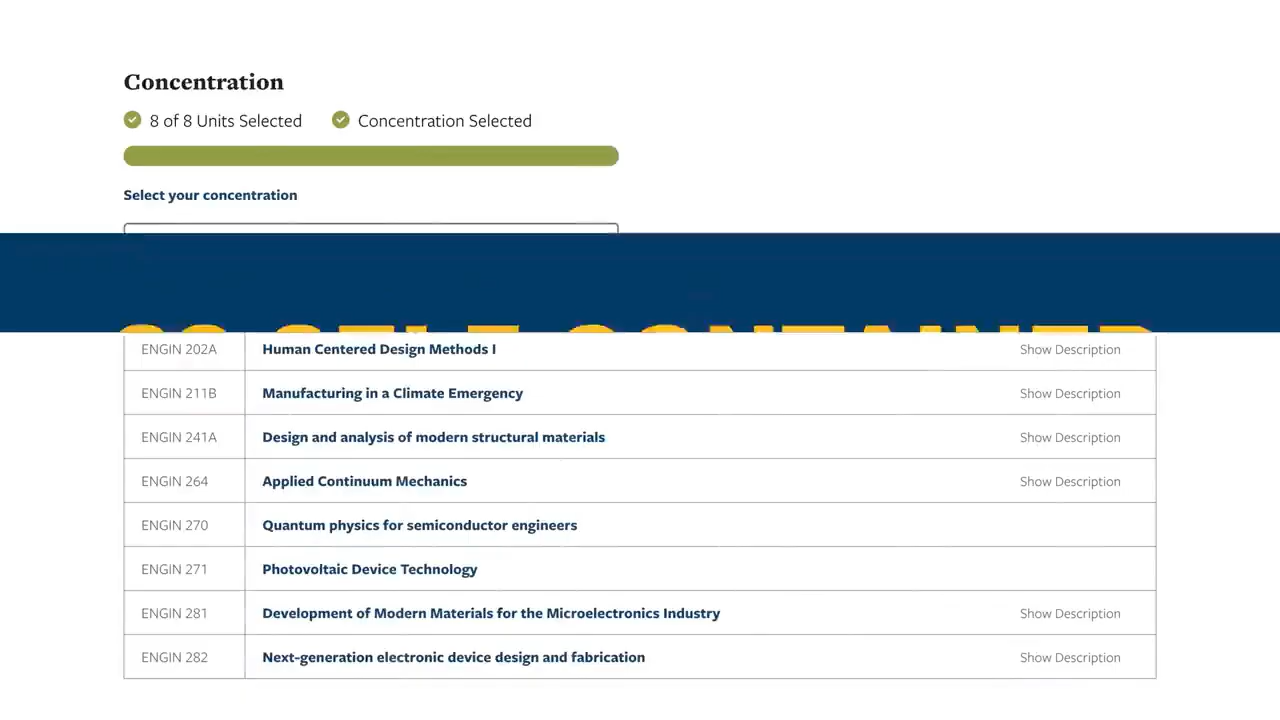 Concentration
8 of 8 Units Selected Concentration Selected
Select your concentration
ENGIN 202A Human Centered Design Methods I Show Description
ENGIN 211B Manufacturing in a Climate Emergency Show Description
ENGIN 241A Design and analysis of modern structural materials Show Description
ENGIN 264 Applied Continuum Mechanics Show Description
ENGIN 270 Quantum physics for semiconductor engineers
ENGIN 271 Photovoltaic Device Technology
ENGIN 281 Development of Modern Materials for the Microelectronics Industry Show Description
ENGIN 282 Next-generation electronic device design and fabrication Show Description